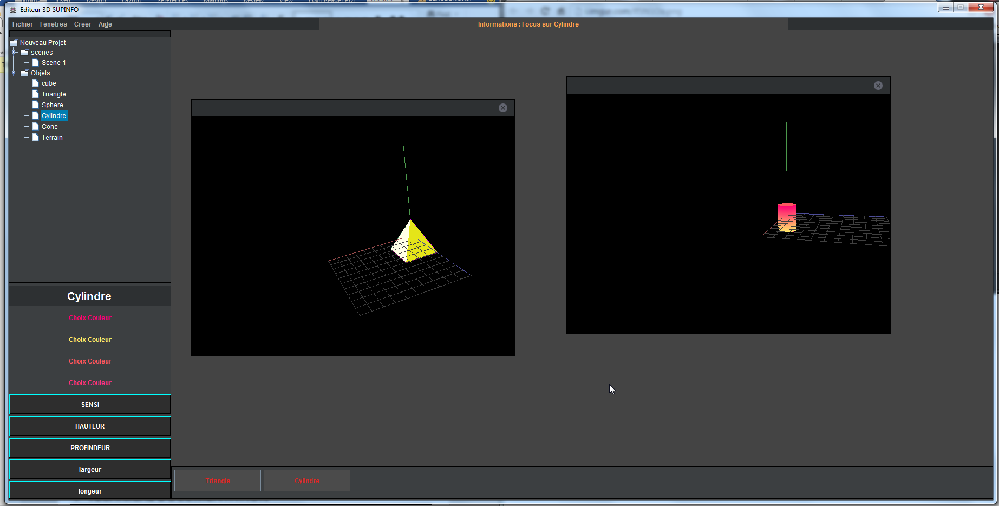 Editeur 3D SUPINFO
Fichier Fenetres Creer Aide
Informations : Focus sur Cylindre
Nouveau Projet
scenes
Scene 1
Objets
cube
Triangle
Sphere
Cylindre
Cone
Terrain
Cylindre
Choix Couleur
Choix Couleur
Choix Couleur
Choix Couleur
SENSI
HAUTEUR
PROFINDEUR
largeur
longeur
Triangle Cylindre